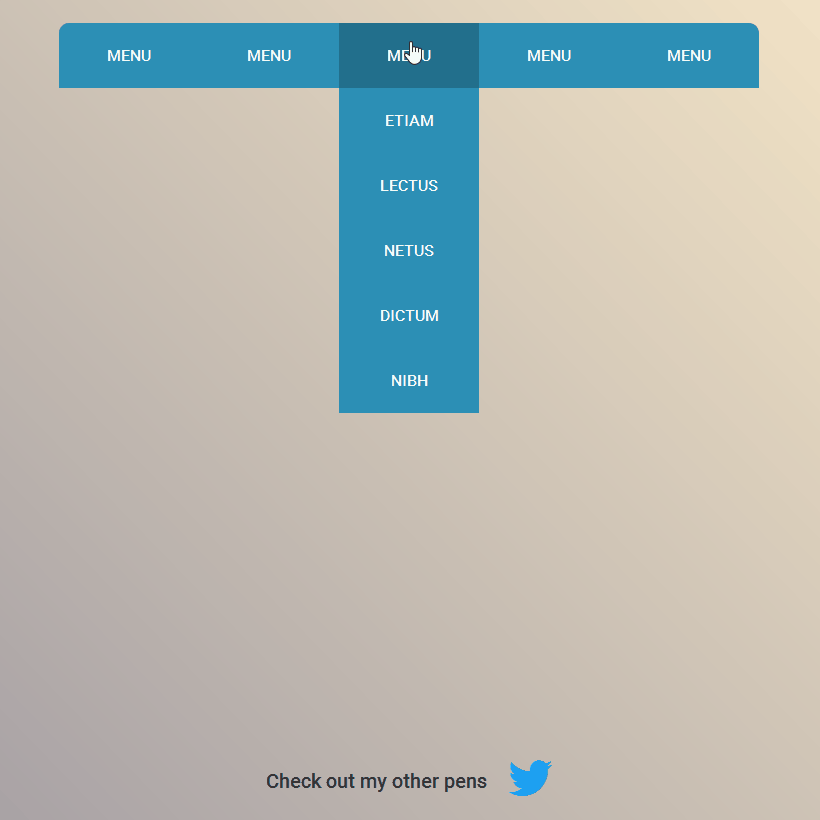 MENU MENU MENU MENU MENU
ETIAM
LECTUS
NETUS
DICTUM
NIBH
Check out my other pens